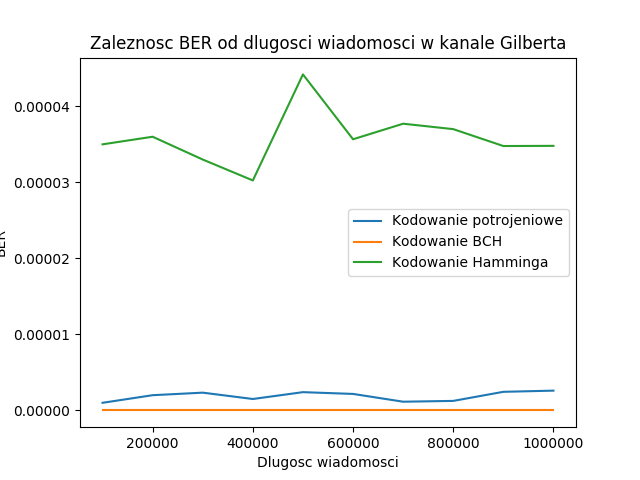 Zaleznosc BER od dlugosci wiadomosci w kanale Gilberta
0.00004
0.00003
0.00002
0.00001
0.00000
BER
Kodowanie potrojeniowe
Kodowanie BCH
Kodowanie Hamminga
200000 400000 600000 800000 1000000
Dlugosc wiadomosci